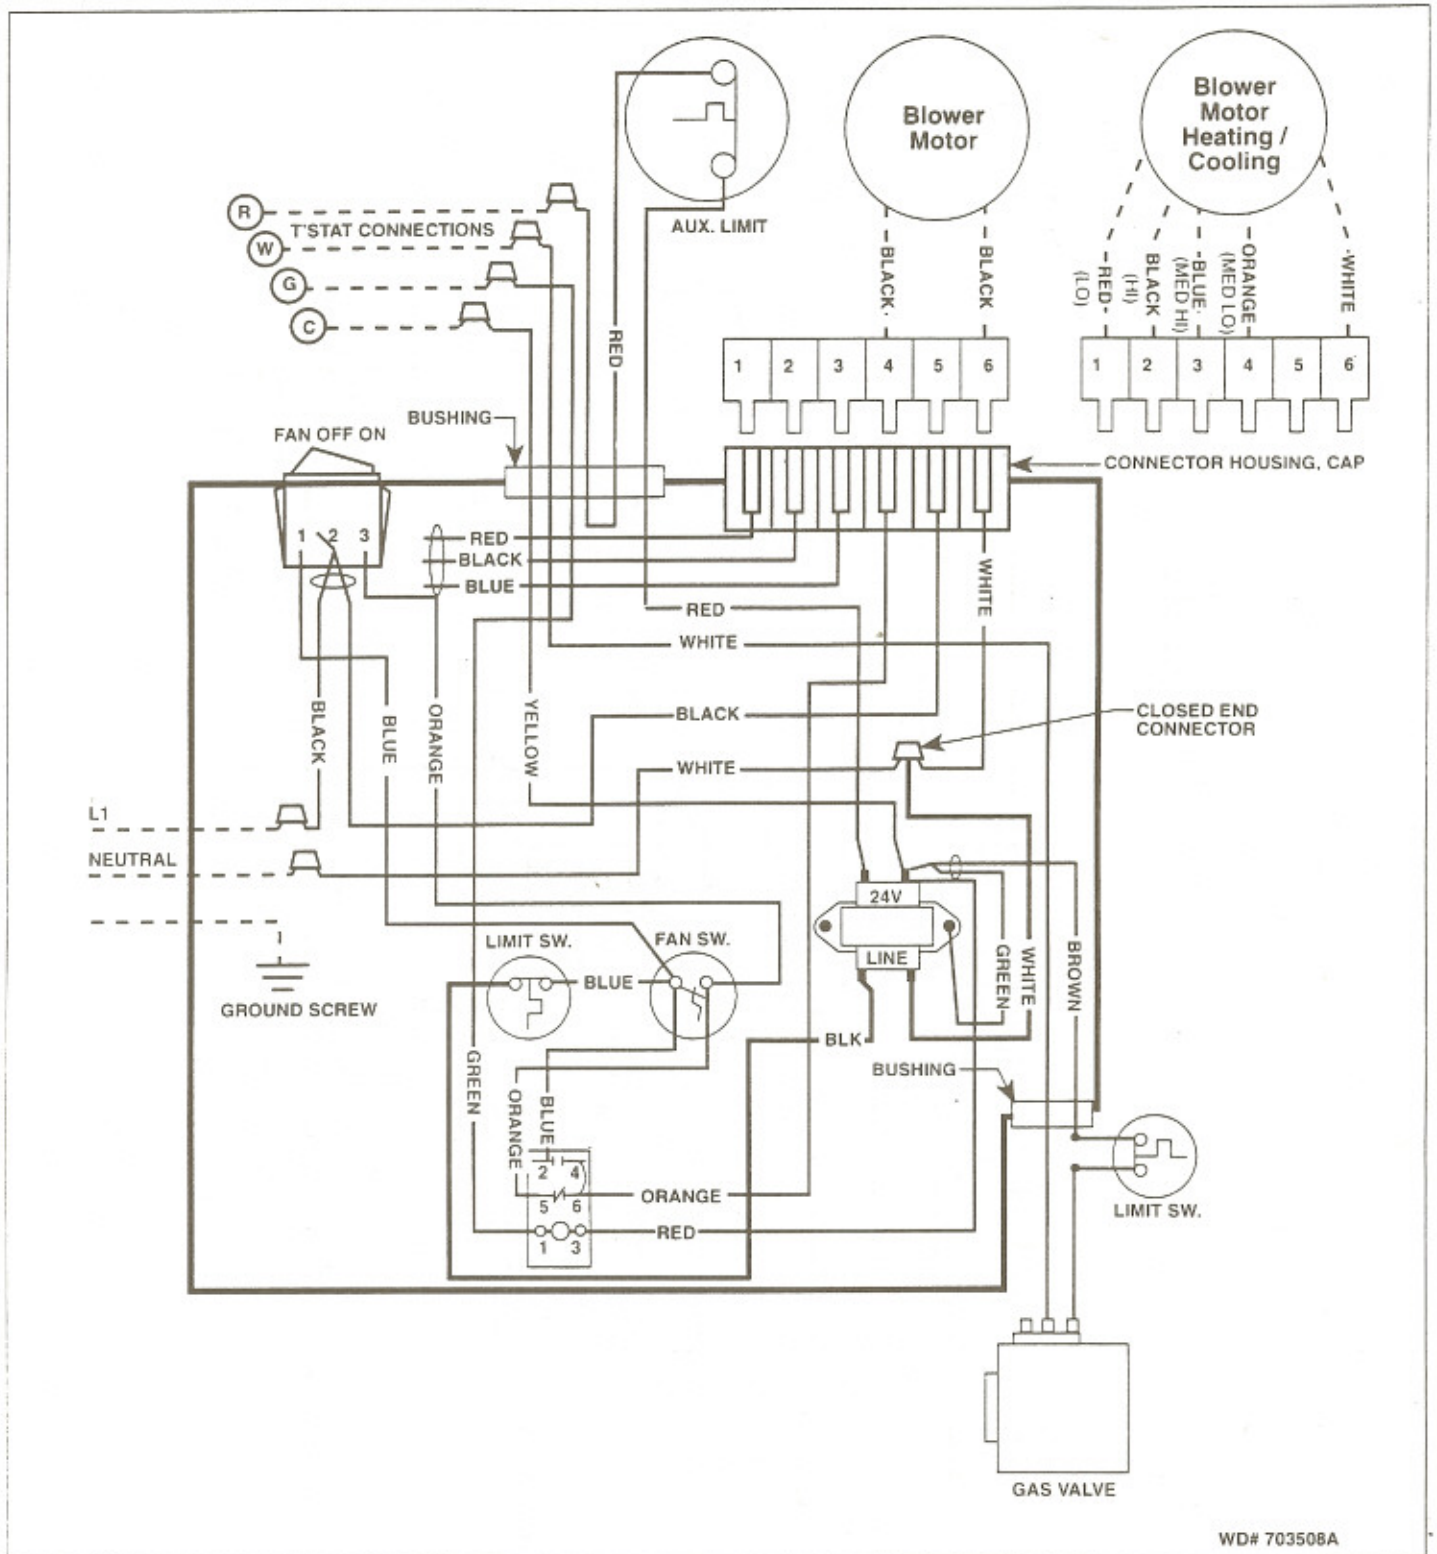 Blower
Motor
Blower
Motor
Heating /
Cooling
R
T'STAT CONNECTIONS
W
G
C
AUX. LIMIT
BLACK
BLACK
RED
(LO)
BLACK
(HI)
BLUE
(MED HI)
ORANGE
(MED LO)
WHITE
RED
1 2 3 4 5 6
1 2 3 4 5 6
BUSHING
FAN OFF ON
CONNECTOR HOUSING, CAP
1 2 3
RED
BLACK
BLUE
WHITE
RED
WHITE
BLACK
BLUE
ORANGE
YELLOW
BLACK
CLOSED END
CONNECTOR
WHITE
L1
NEUTRAL
24V
LINE
LIMIT SW.
FAN SW.
BLUE
GREEN
WHITE
BROWN
GROUND SCREW
BLK
BUSHING
GREEN
ORANGE
BLUE
2 4
5 6
ORANGE
1 3
RED
LIMIT SW.
GAS VALVE
WD# 703508A